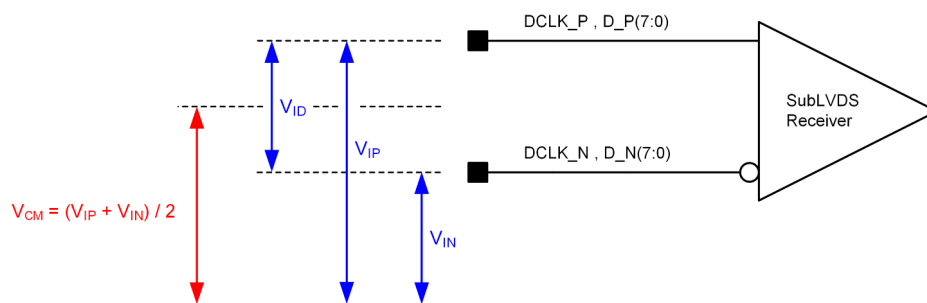 DCLK_P , D_P(7:0)
V_ID
SubLVDS
Receiver
V_IP
DCLK_N , D_N(7:0)
V_CM = (V_IP + V_IN) / 2
V_IN